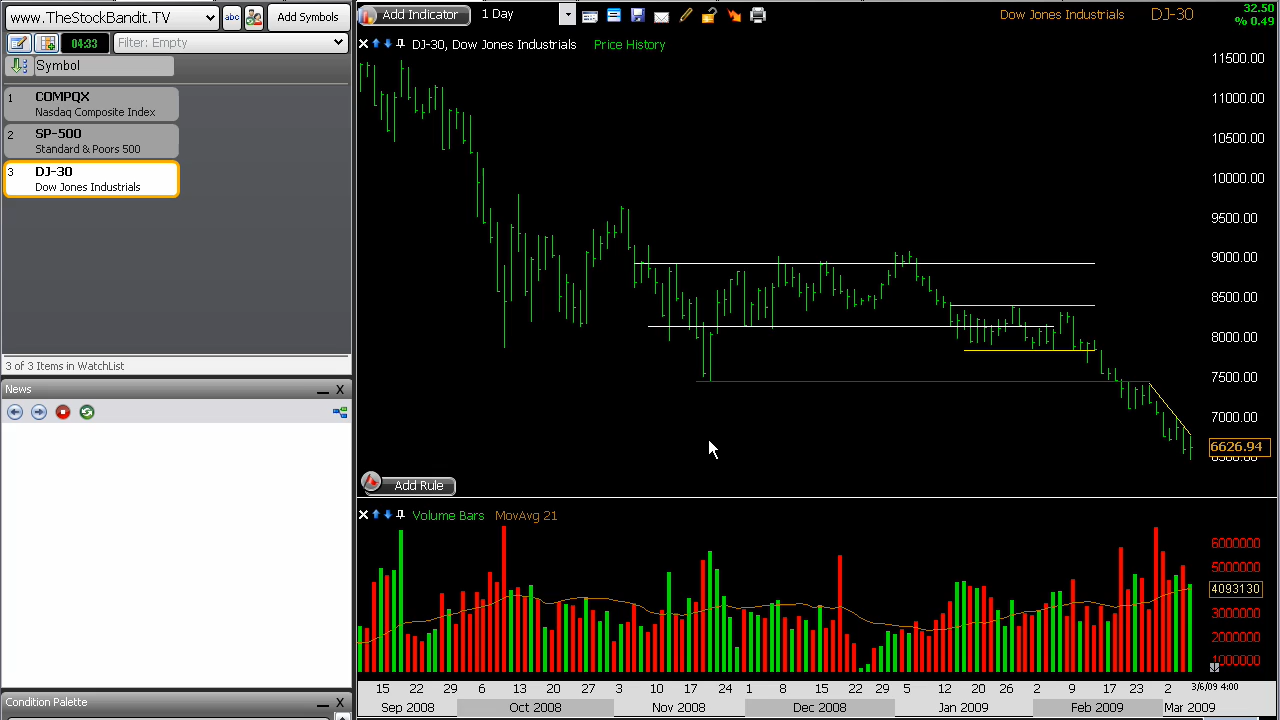 www.TheStockBandit.TV abc Add Symbols
04:33 Filter: Empty
Symbol
1 COMPQX
Nasdaq Composite Index
2 SP-500
Standard & Poors 500
3 DJ-30
Dow Jones Industrials
3 of 3 Items in WatchList
News X
Condition Palette X
Add Indicator 1 Day Dow Jones Industrials DJ-30 32.50
% 0.49
DJ-30, Dow Jones Industrials Price History
11500.00
11000.00
10500.00
10000.00
9500.00
9000.00
8500.00
8000.00
7500.00
7000.00
6626.94
Add Rule
Volume Bars MovAvg 21
6000000
5000000
4093130
3000000
2000000
1000000
15 22 29 6 13 20 27 3 10 17 24 1 8 15 22 29 5 12 20 26 2 9 17 23 2 3/6/09 4:00
Sep 2008 Oct 2008 Nov 2008 Dec 2008 Jan 2009 Feb 2009 Mar 2009